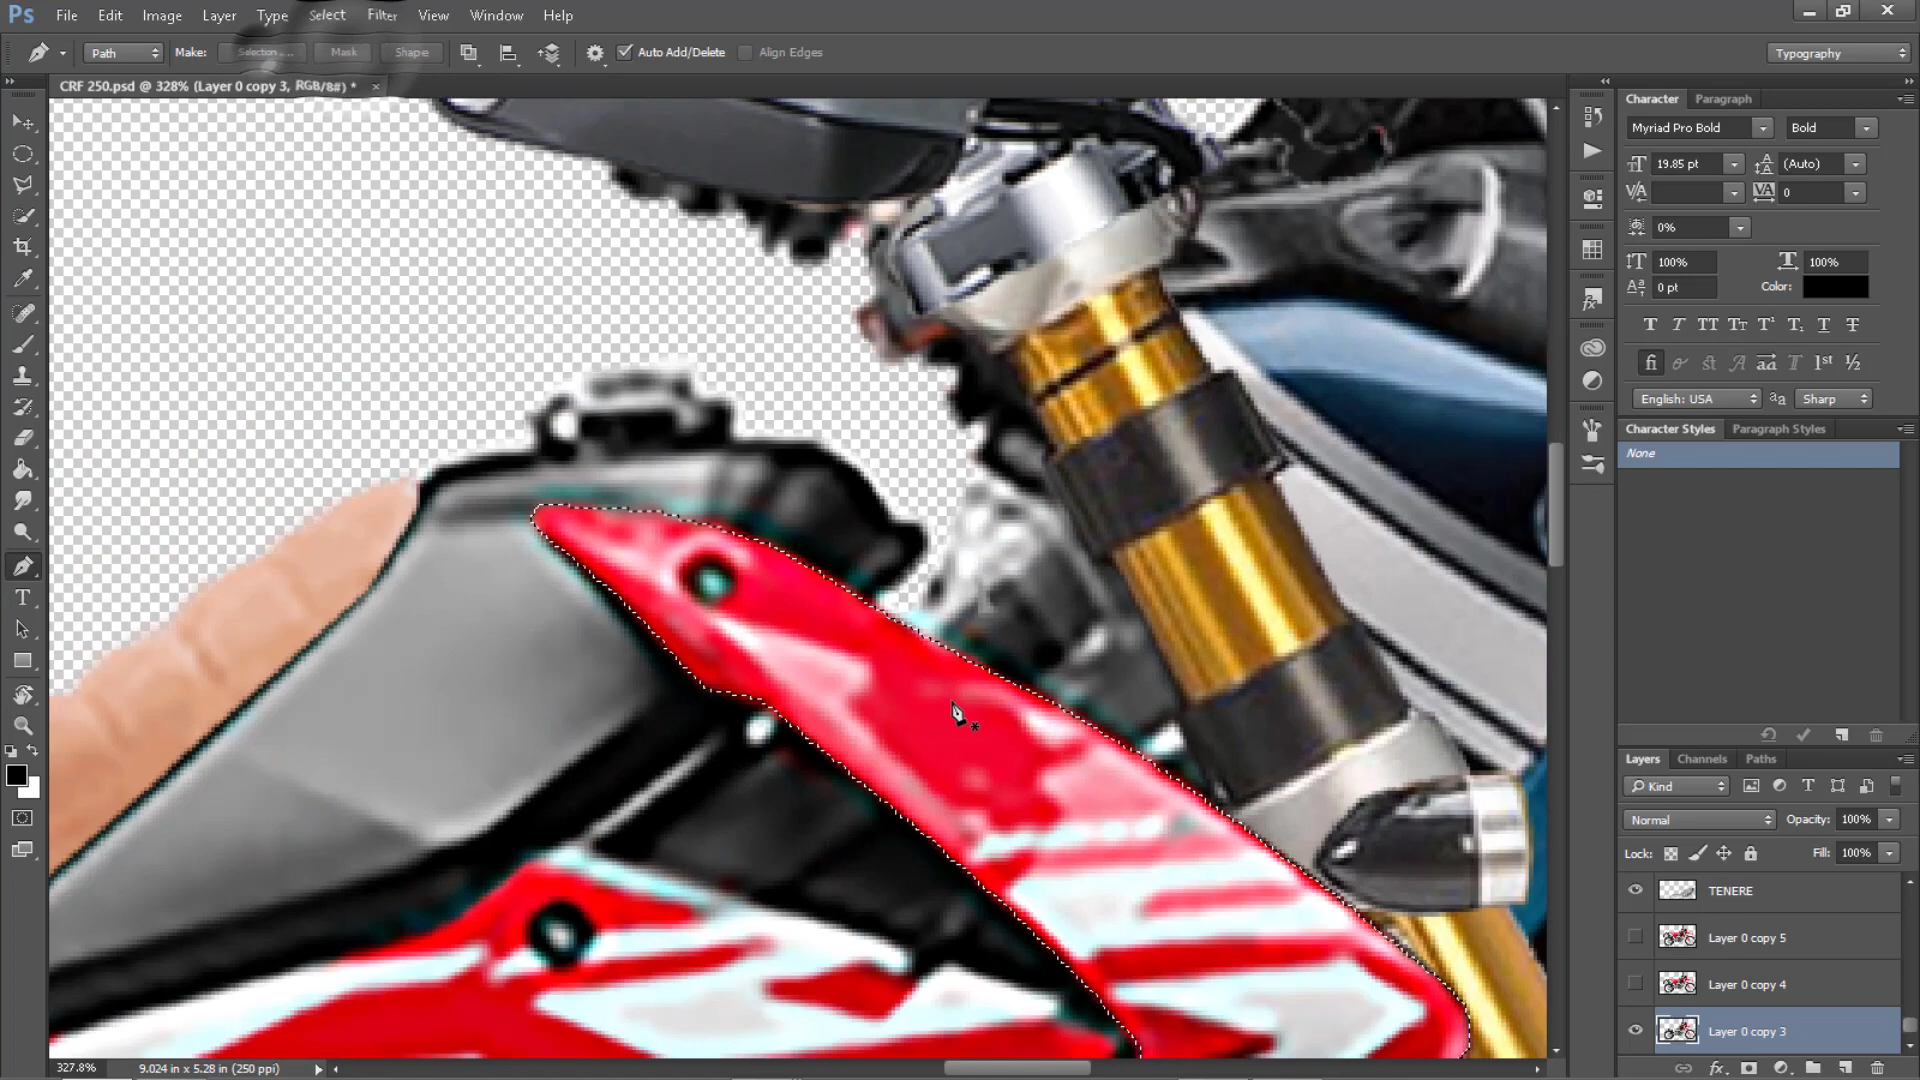 Ps File Edit Image Layer Type Select Filter View Window Help
Path Make: Selection... Mask Shape Auto Add/Delete Align Edges Typography
CRF 250.psd @ 328% (Layer 0 copy 3, RGB/8#) * ×
Character Paragraph
Myriad Pro Bold Bold
19.85 pt (Auto)
0
0%
100% 100%
0 pt Color:
English: USA Sharp
Character Styles Paragraph Styles
None
Layers Channels Paths
Kind
Normal Opacity: 100%
Lock: Fill: 100%
TENERE
Layer 0 copy 5
Layer 0 copy 4
Layer 0 copy 3
327.8% 9.024 in x 5.28 in (250 ppi)